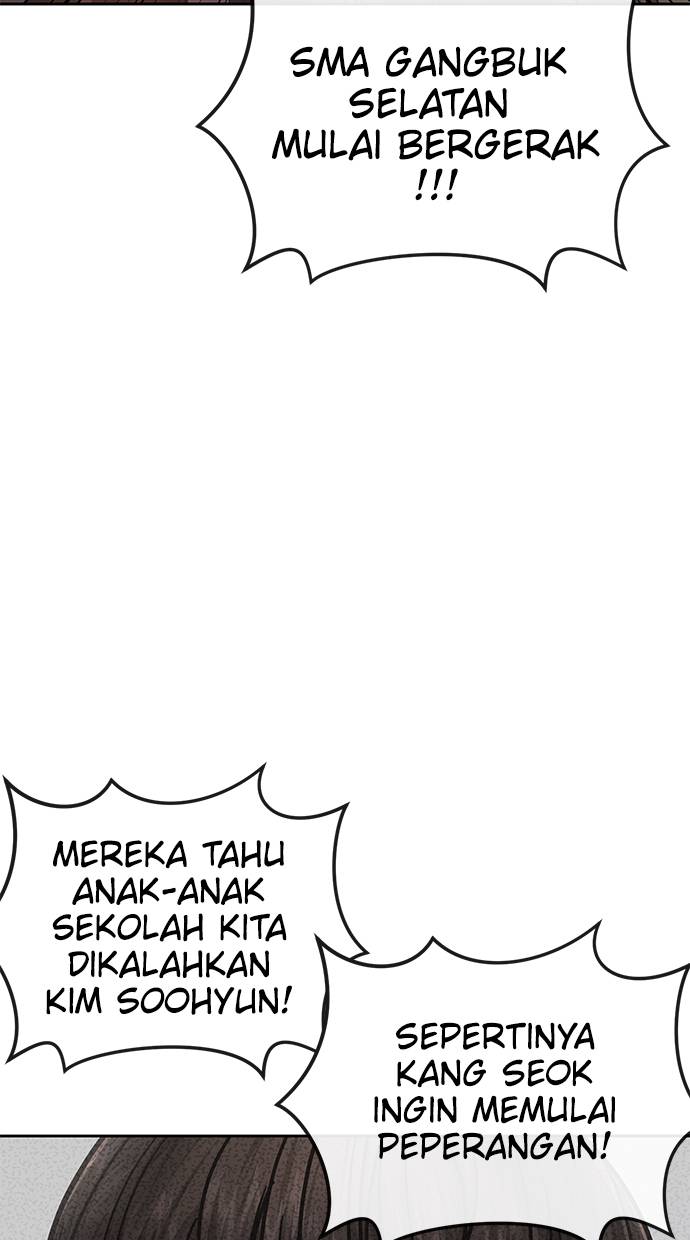 SMA GANGBUK
SELATAN
MULAI BERGERAK
!!!
MEREKA TAHU
ANAK-ANAK
SEKOLAH KITA
DIKALAHKAN
KIM SOOHYUN!
SEPERTINYA
KANG SEOK
INGIN MEMULAI
PEPERANGAN!